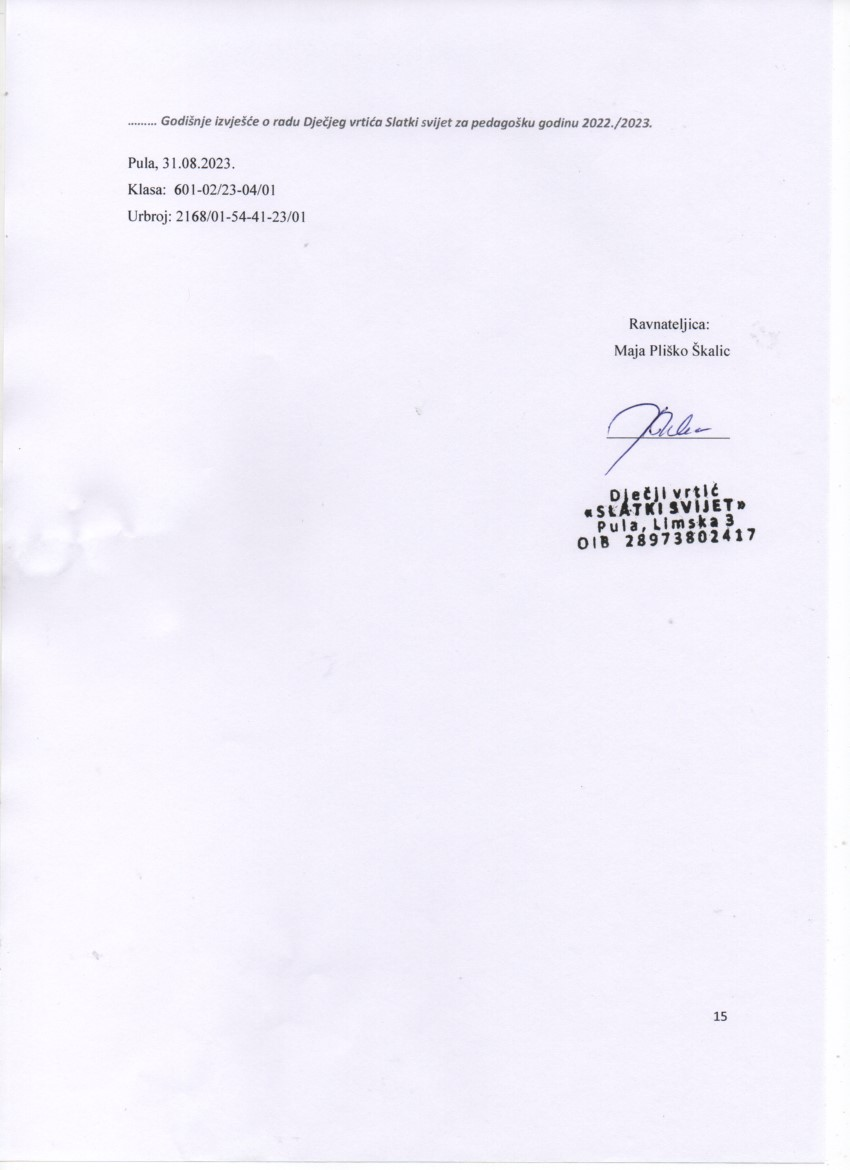 ......... Godišnje izvješće o radu Dječjeg vrtića Slatki svijet za pedagošku godinu 2022./2023.
Pula, 31.08.2023.
Klasa: 601-02/23-04/01
Urbroj: 2168/01-54-41-23/01
Ravnateljica:
Maja Pliško Škalic
Dječji vrtić
«SLATKI SVIJET»
Pula, Limska 3
OIB 28973802417
15